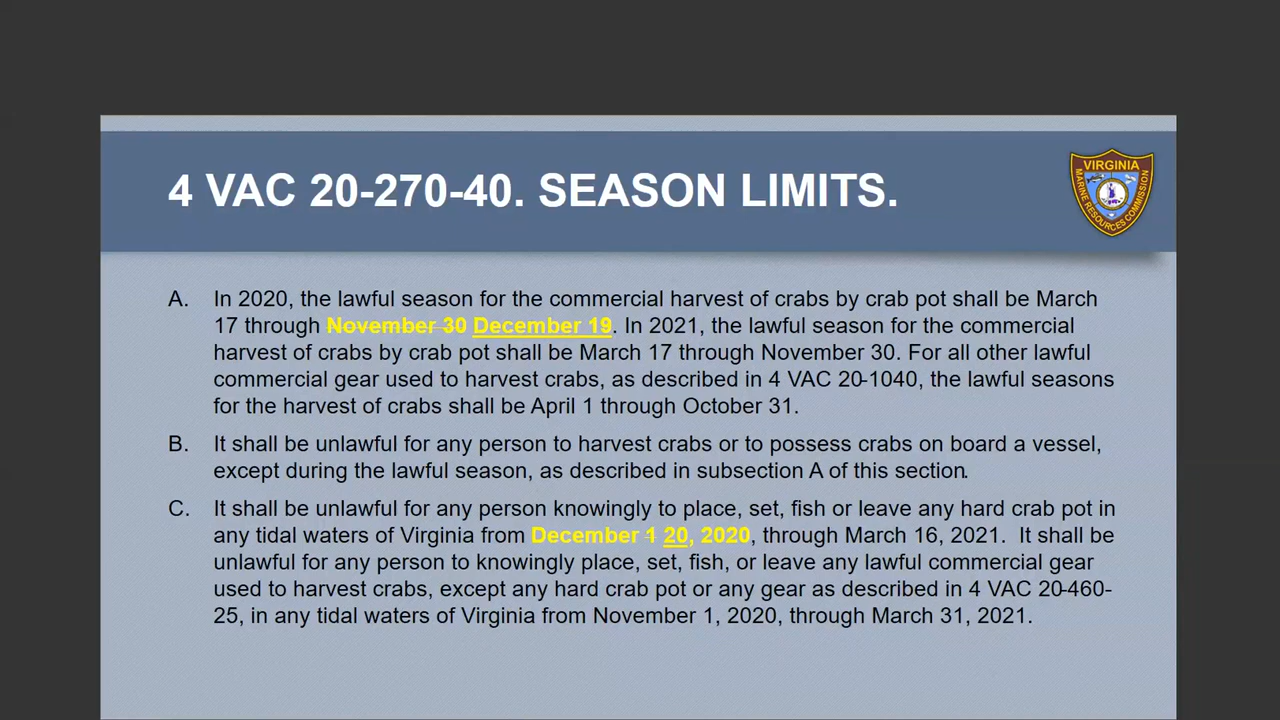 4 VAC 20-270-40. SEASON LIMITS.
VIRGINIA
MARINE RESOURCES COMMISSION
A. In 2020, the lawful season for the commercial harvest of crabs by crab pot shall be March
17 through November 30 December 19. In 2021, the lawful season for the commercial
harvest of crabs by crab pot shall be March 17 through November 30. For all other lawful
commercial gear used to harvest crabs, as described in 4 VAC 20-1040, the lawful seasons
for the harvest of crabs shall be April 1 through October 31.
B. It shall be unlawful for any person to harvest crabs or to possess crabs on board a vessel,
except during the lawful season, as described in subsection A of this section.
C. It shall be unlawful for any person knowingly to place, set, fish or leave any hard crab pot in
any tidal waters of Virginia from December 1 20, 2020, through March 16, 2021. It shall be
unlawful for any person to knowingly place, set, fish, or leave any lawful commercial gear
used to harvest crabs, except any hard crab pot or any gear as described in 4 VAC 20-460-
25, in any tidal waters of Virginia from November 1, 2020, through March 31, 2021.